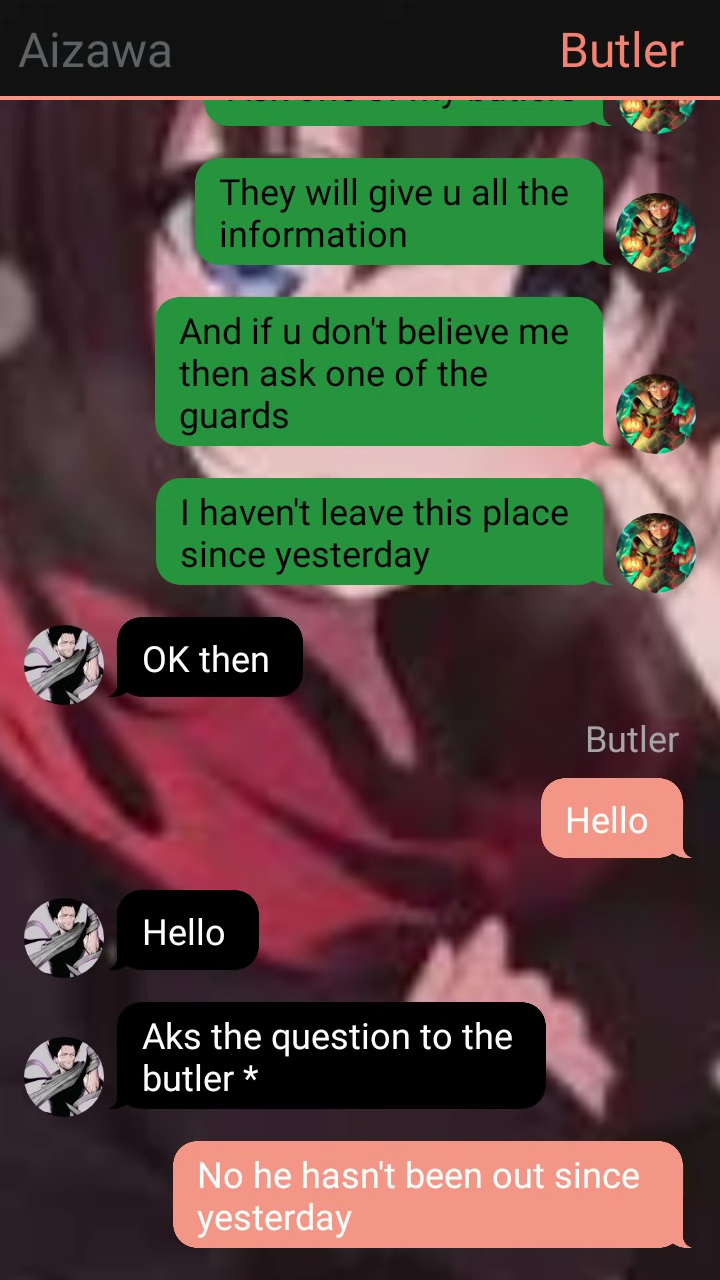 Aizawa
Butler
They will give u all the
information
And if u don't believe me
then ask one of the
guards
I haven't leave this place
since yesterday
OK then
Butler
Hello
Hello
Aks the question to the
butler *
No he hasn't been out since
yesterday